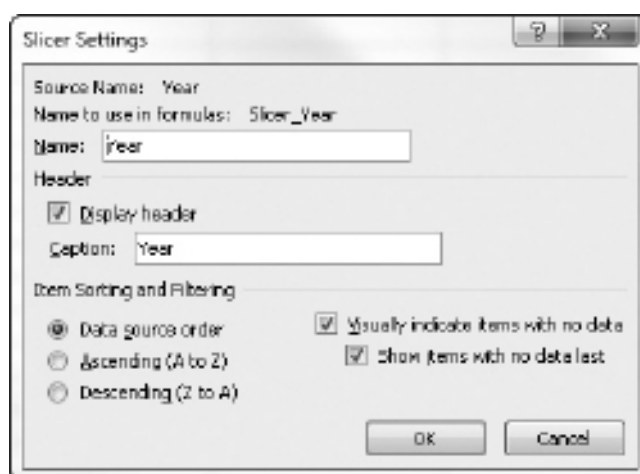 Slicer Settings
Source Name: Year
Name to use in formulas: Slicer_Year
Name: Year
Header
Display header
Caption: Year
Item Sorting and Filtering
Data source order
Ascending (A to Z)
Descending (Z to A)
Visually indicate items with no data
Show items with no data last
OK Cancel